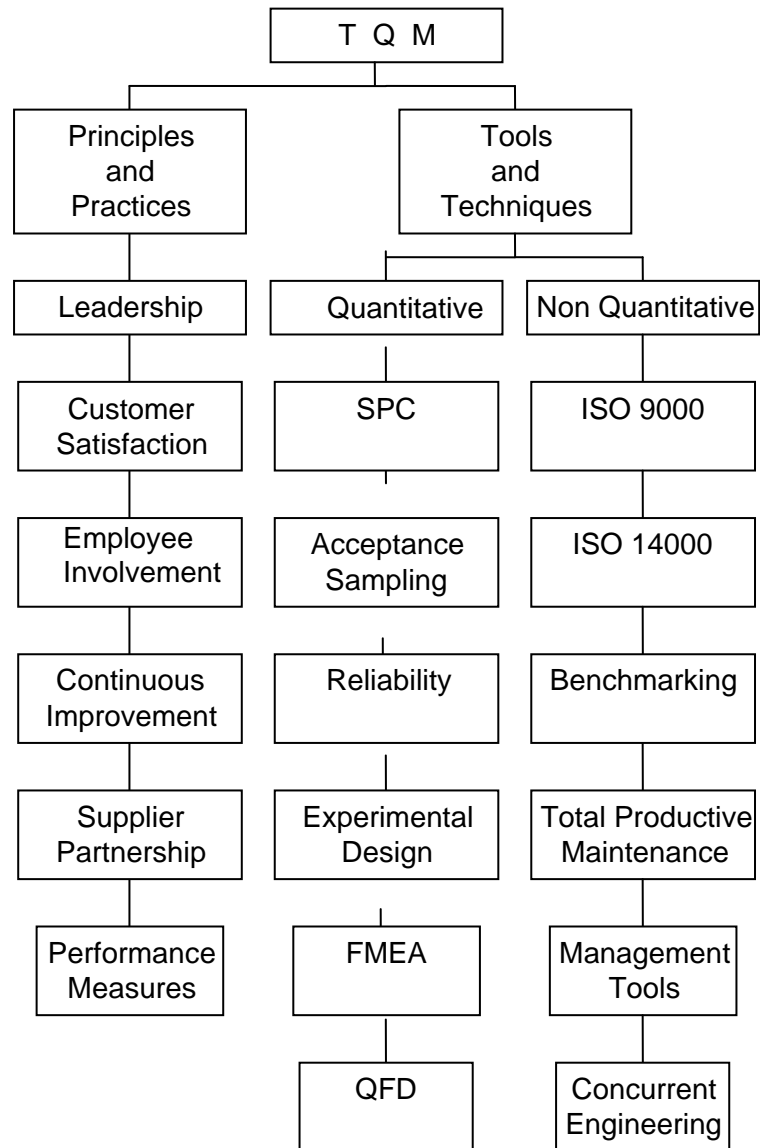 T Q M
Principles
and
Practices
Tools
and
Techniques
Leadership
Quantitative
Non Quantitative
Customer
Satisfaction
SPC
ISO 9000
Employee
Involvement
Acceptance
Sampling
ISO 14000
Continuous
Improvement
Reliability
Benchmarking
Supplier
Partnership
Experimental
Design
Total Productive
Maintenance
Performance
Measures
FMEA
Management
Tools
QFD
Concurrent
Engineering